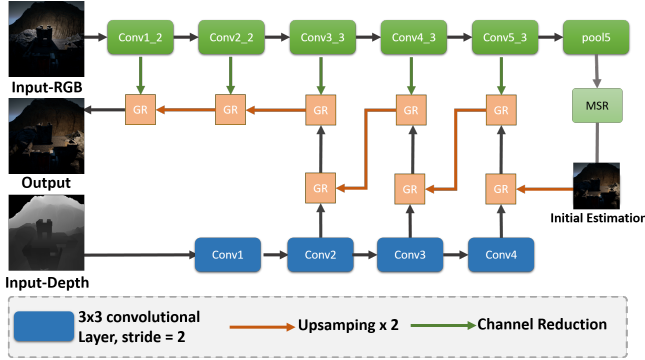 Conv1_2
Conv2_2
Conv3_3
Conv4_3
Conv5_3
pool5
Input-RGB
GR
GR
GR
GR
GR
MSR
Output
GR
GR
GR
Initial Estimation
Conv1
Conv2
Conv3
Conv4
Input-Depth
3x3 convolutional
Layer, stride = 2
Upsamping x 2
Channel Reduction